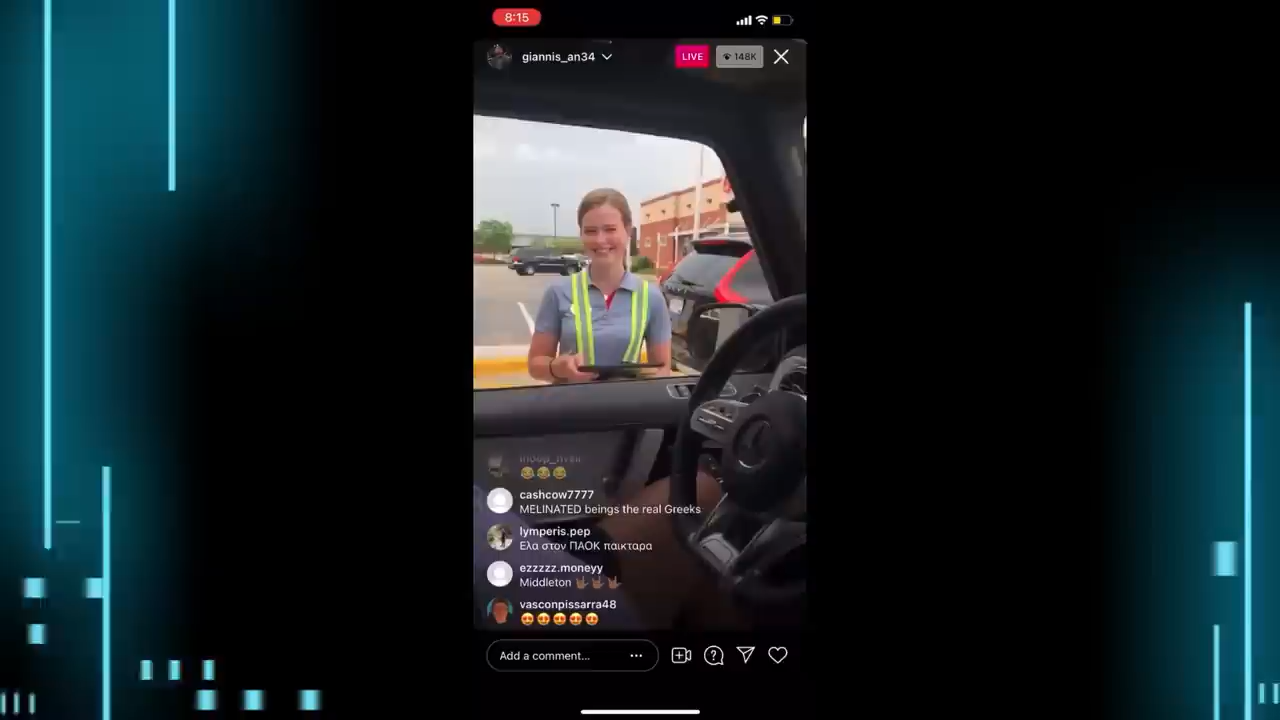 8:15
giannis_an34
LIVE
148K
😂😂😂
cashcow7777
MELINATED beings the real Greeks
lymperis.pep
Ελα στον ΠΑΟΚ παικταρα
ezzzzz.moneyy
Middleton 🤟🏽🤟🏽🤟🏽
vasconpissarra48
😍😍😍😍😍
Add a comment...